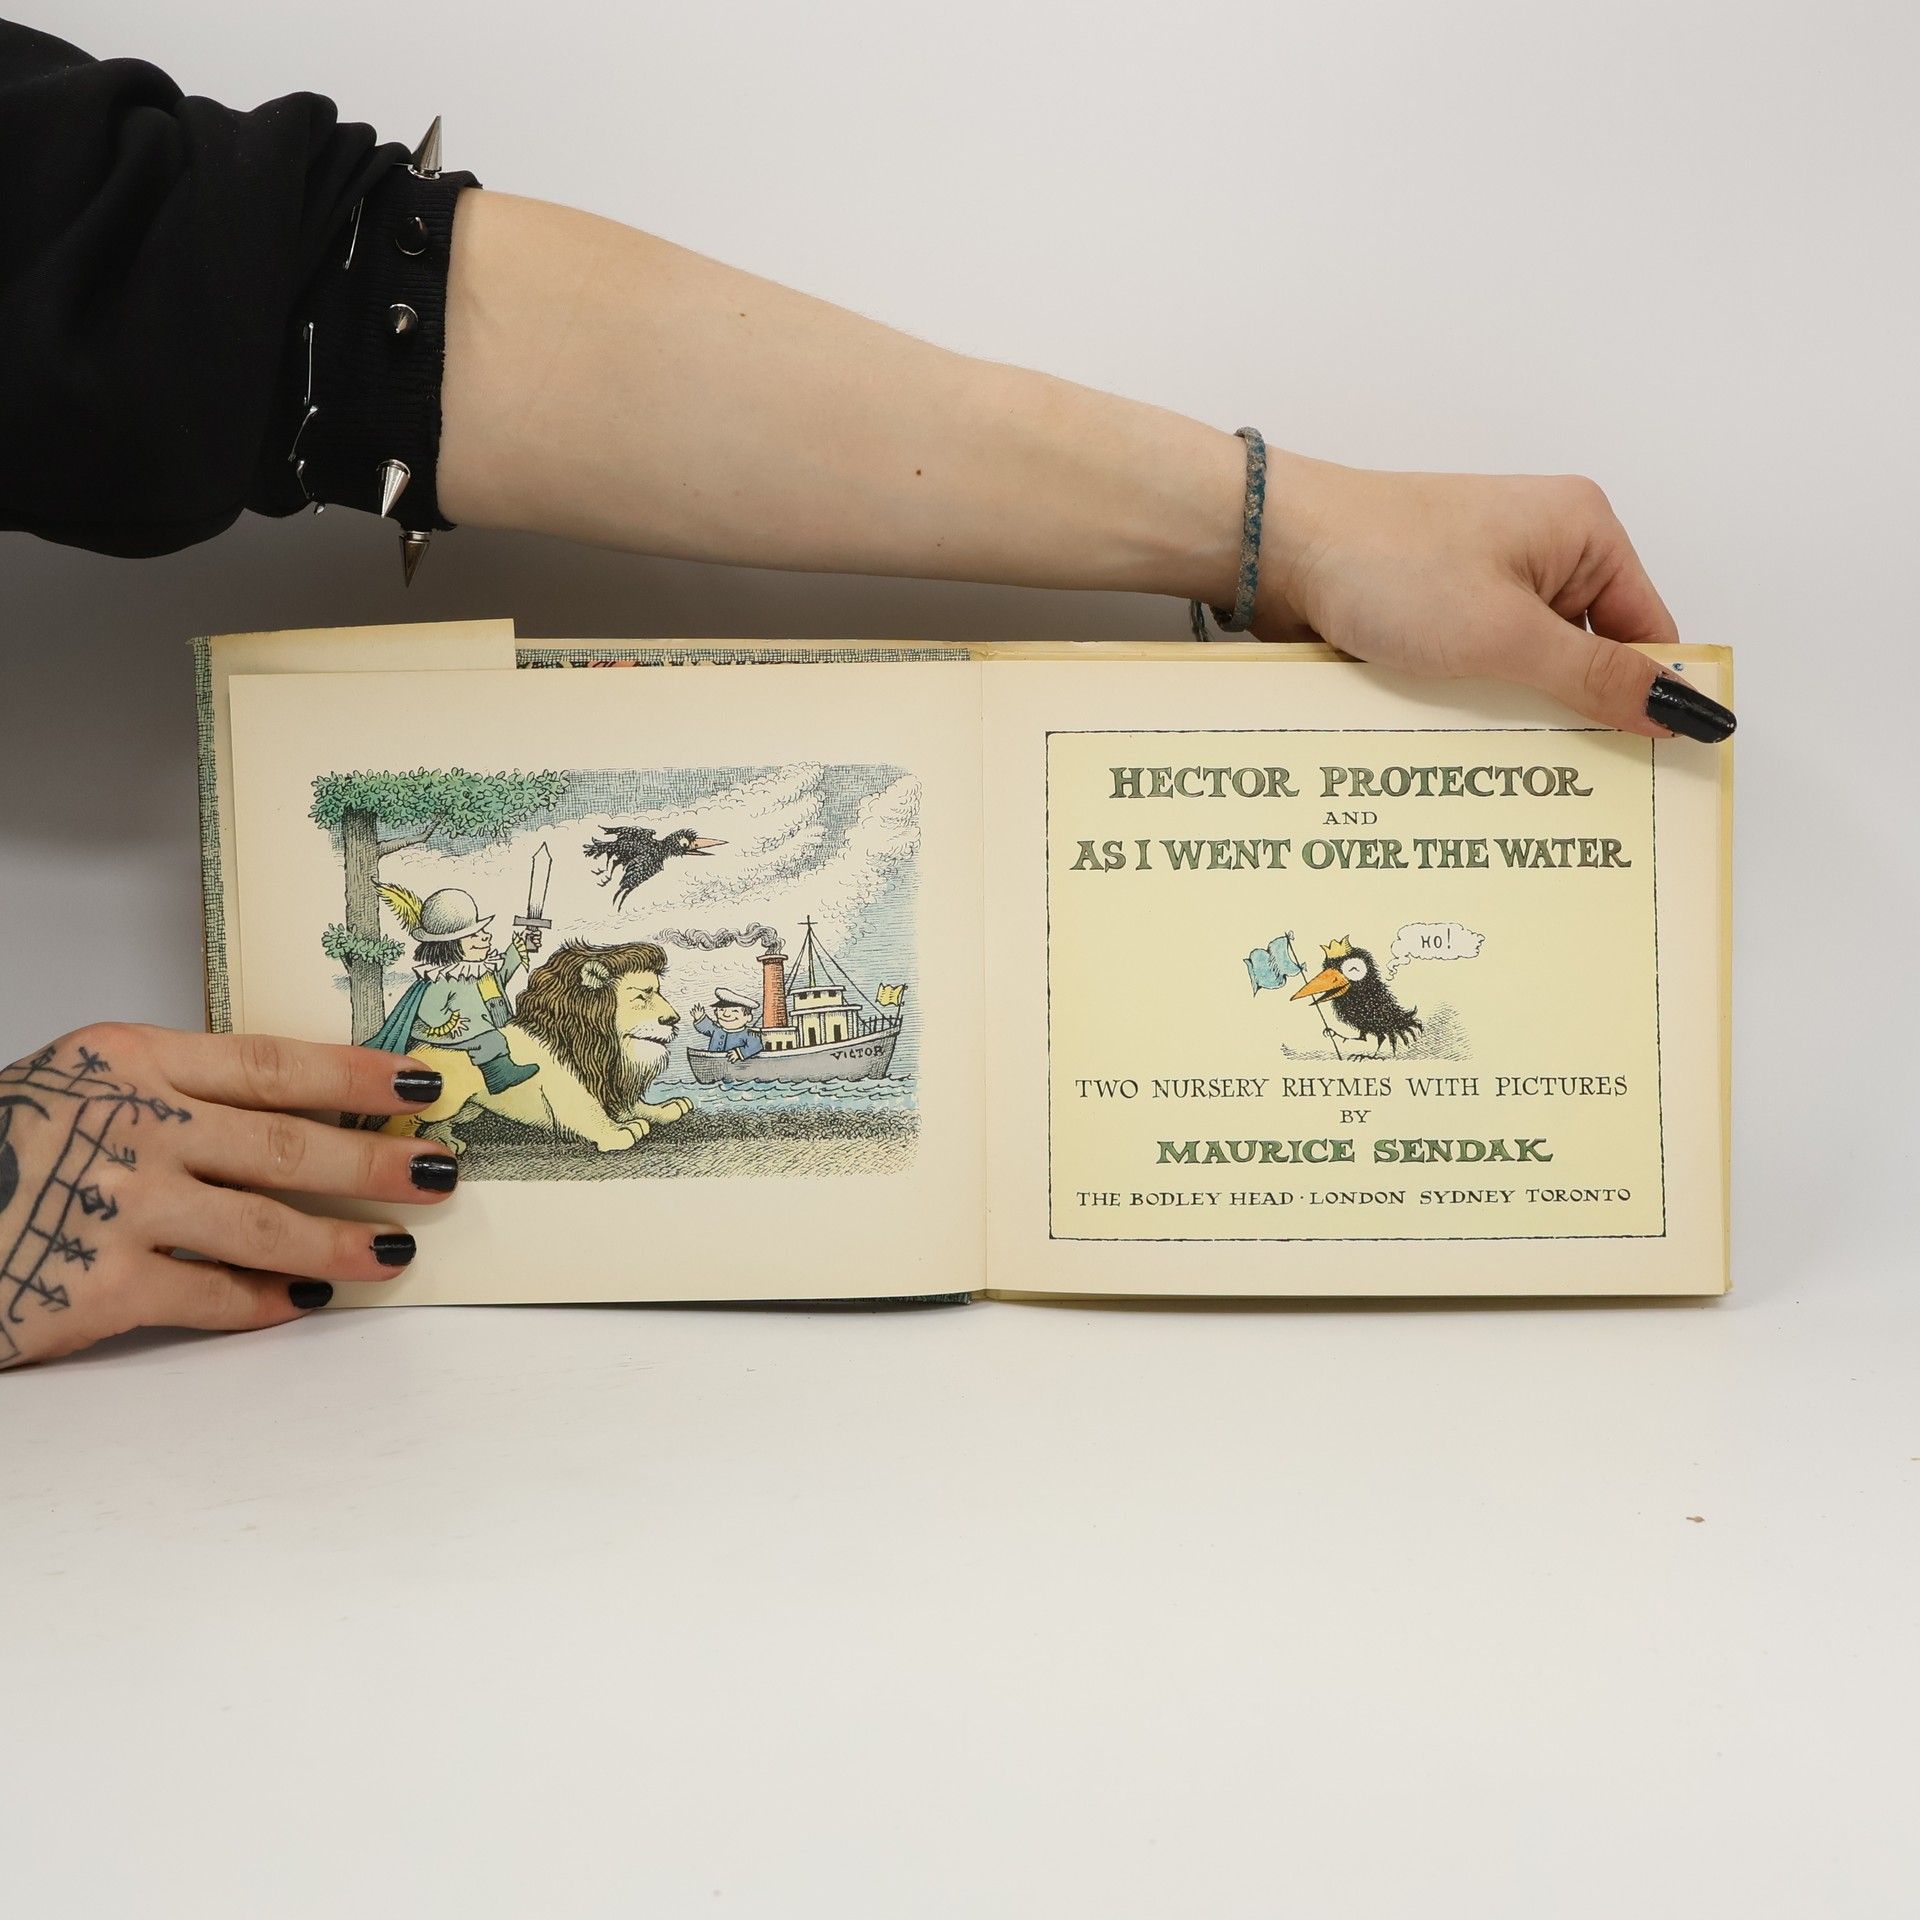 VICTOR
HECTOR PROTECTOR
AND
AS I WENT OVER THE WATER
HO!
TWO NURSERY RHYMES WITH PICTURES
BY
MAURICE SENDAK
THE BODLEY HEAD · LONDON SYDNEY TORONTO